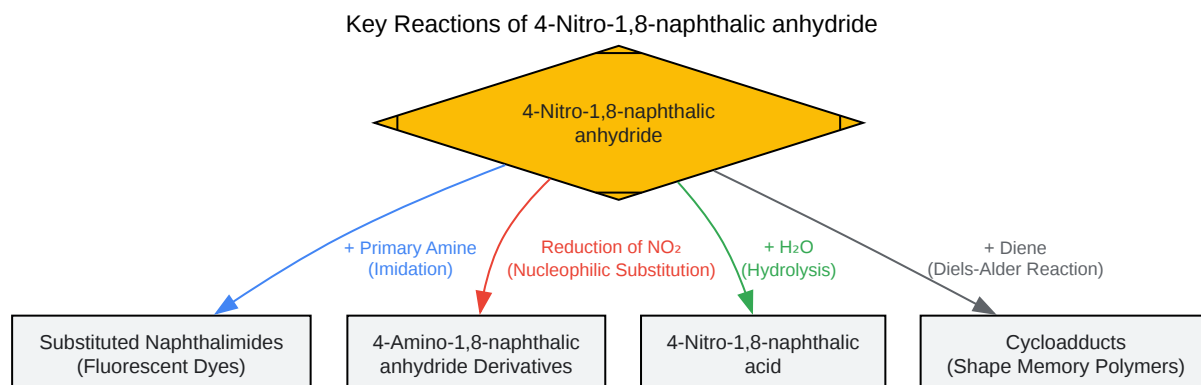 Key Reactions of 4-Nitro-1,8-naphthalic anhydride
4-Nitro-1,8-naphthalic
anhydride
+ Primary Amine
(Imidation)
Reduction of NO₂
(Nucleophilic Substitution)
+ H₂O
(Hydrolysis)
+ Diene
(Diels-Alder Reaction)
Substituted Naphthalimides
(Fluorescent Dyes)
4-Amino-1,8-naphthalic
anhydride Derivatives
4-Nitro-1,8-naphthalic
acid
Cycloadducts
(Shape Memory Polymers)